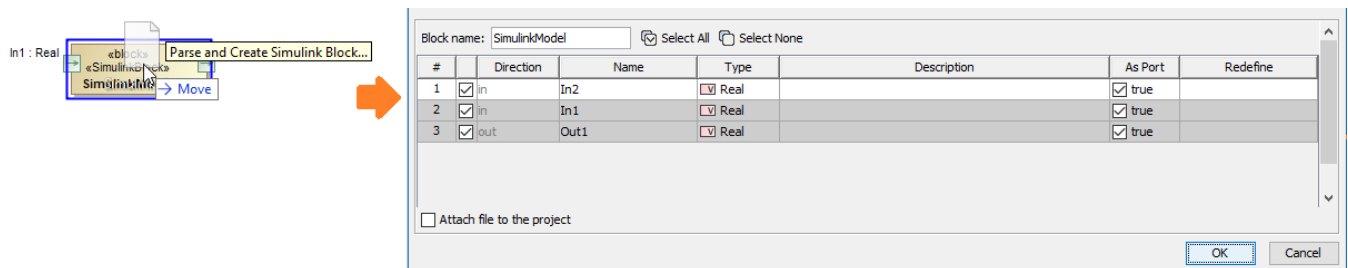 In1 : Real
«block»
«SimulinkBlock»
Parse and Create Simulink Block...
Move
Block name: SimulinkModel Select All Select None
# Direction Name Type Description As Port Redefine
1 in In2 V Real true
2 in In1 V Real true
3 out Out1 V Real true
Attach file to the project
OK Cancel